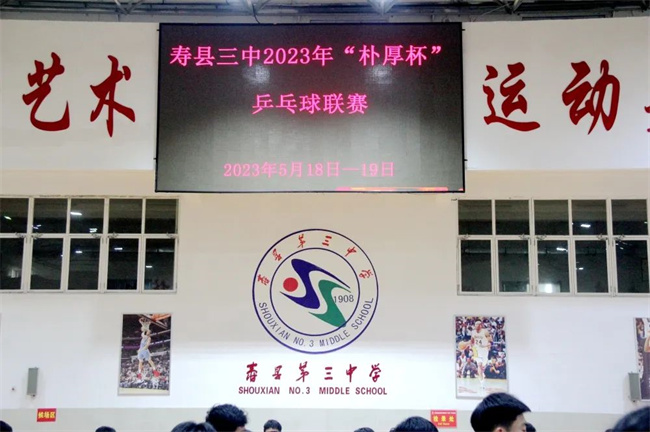 寿县三中2023年“朴厚杯”
乒乓球联赛
2023年5月18日—19日
艺术
运动
寿县第三中学
1908
SHOUXIAN NO.3 MIDDLE SCHOOL
寿县第三中学
SHOUXIAN NO.3 MIDDLE SCHOOL
候场区